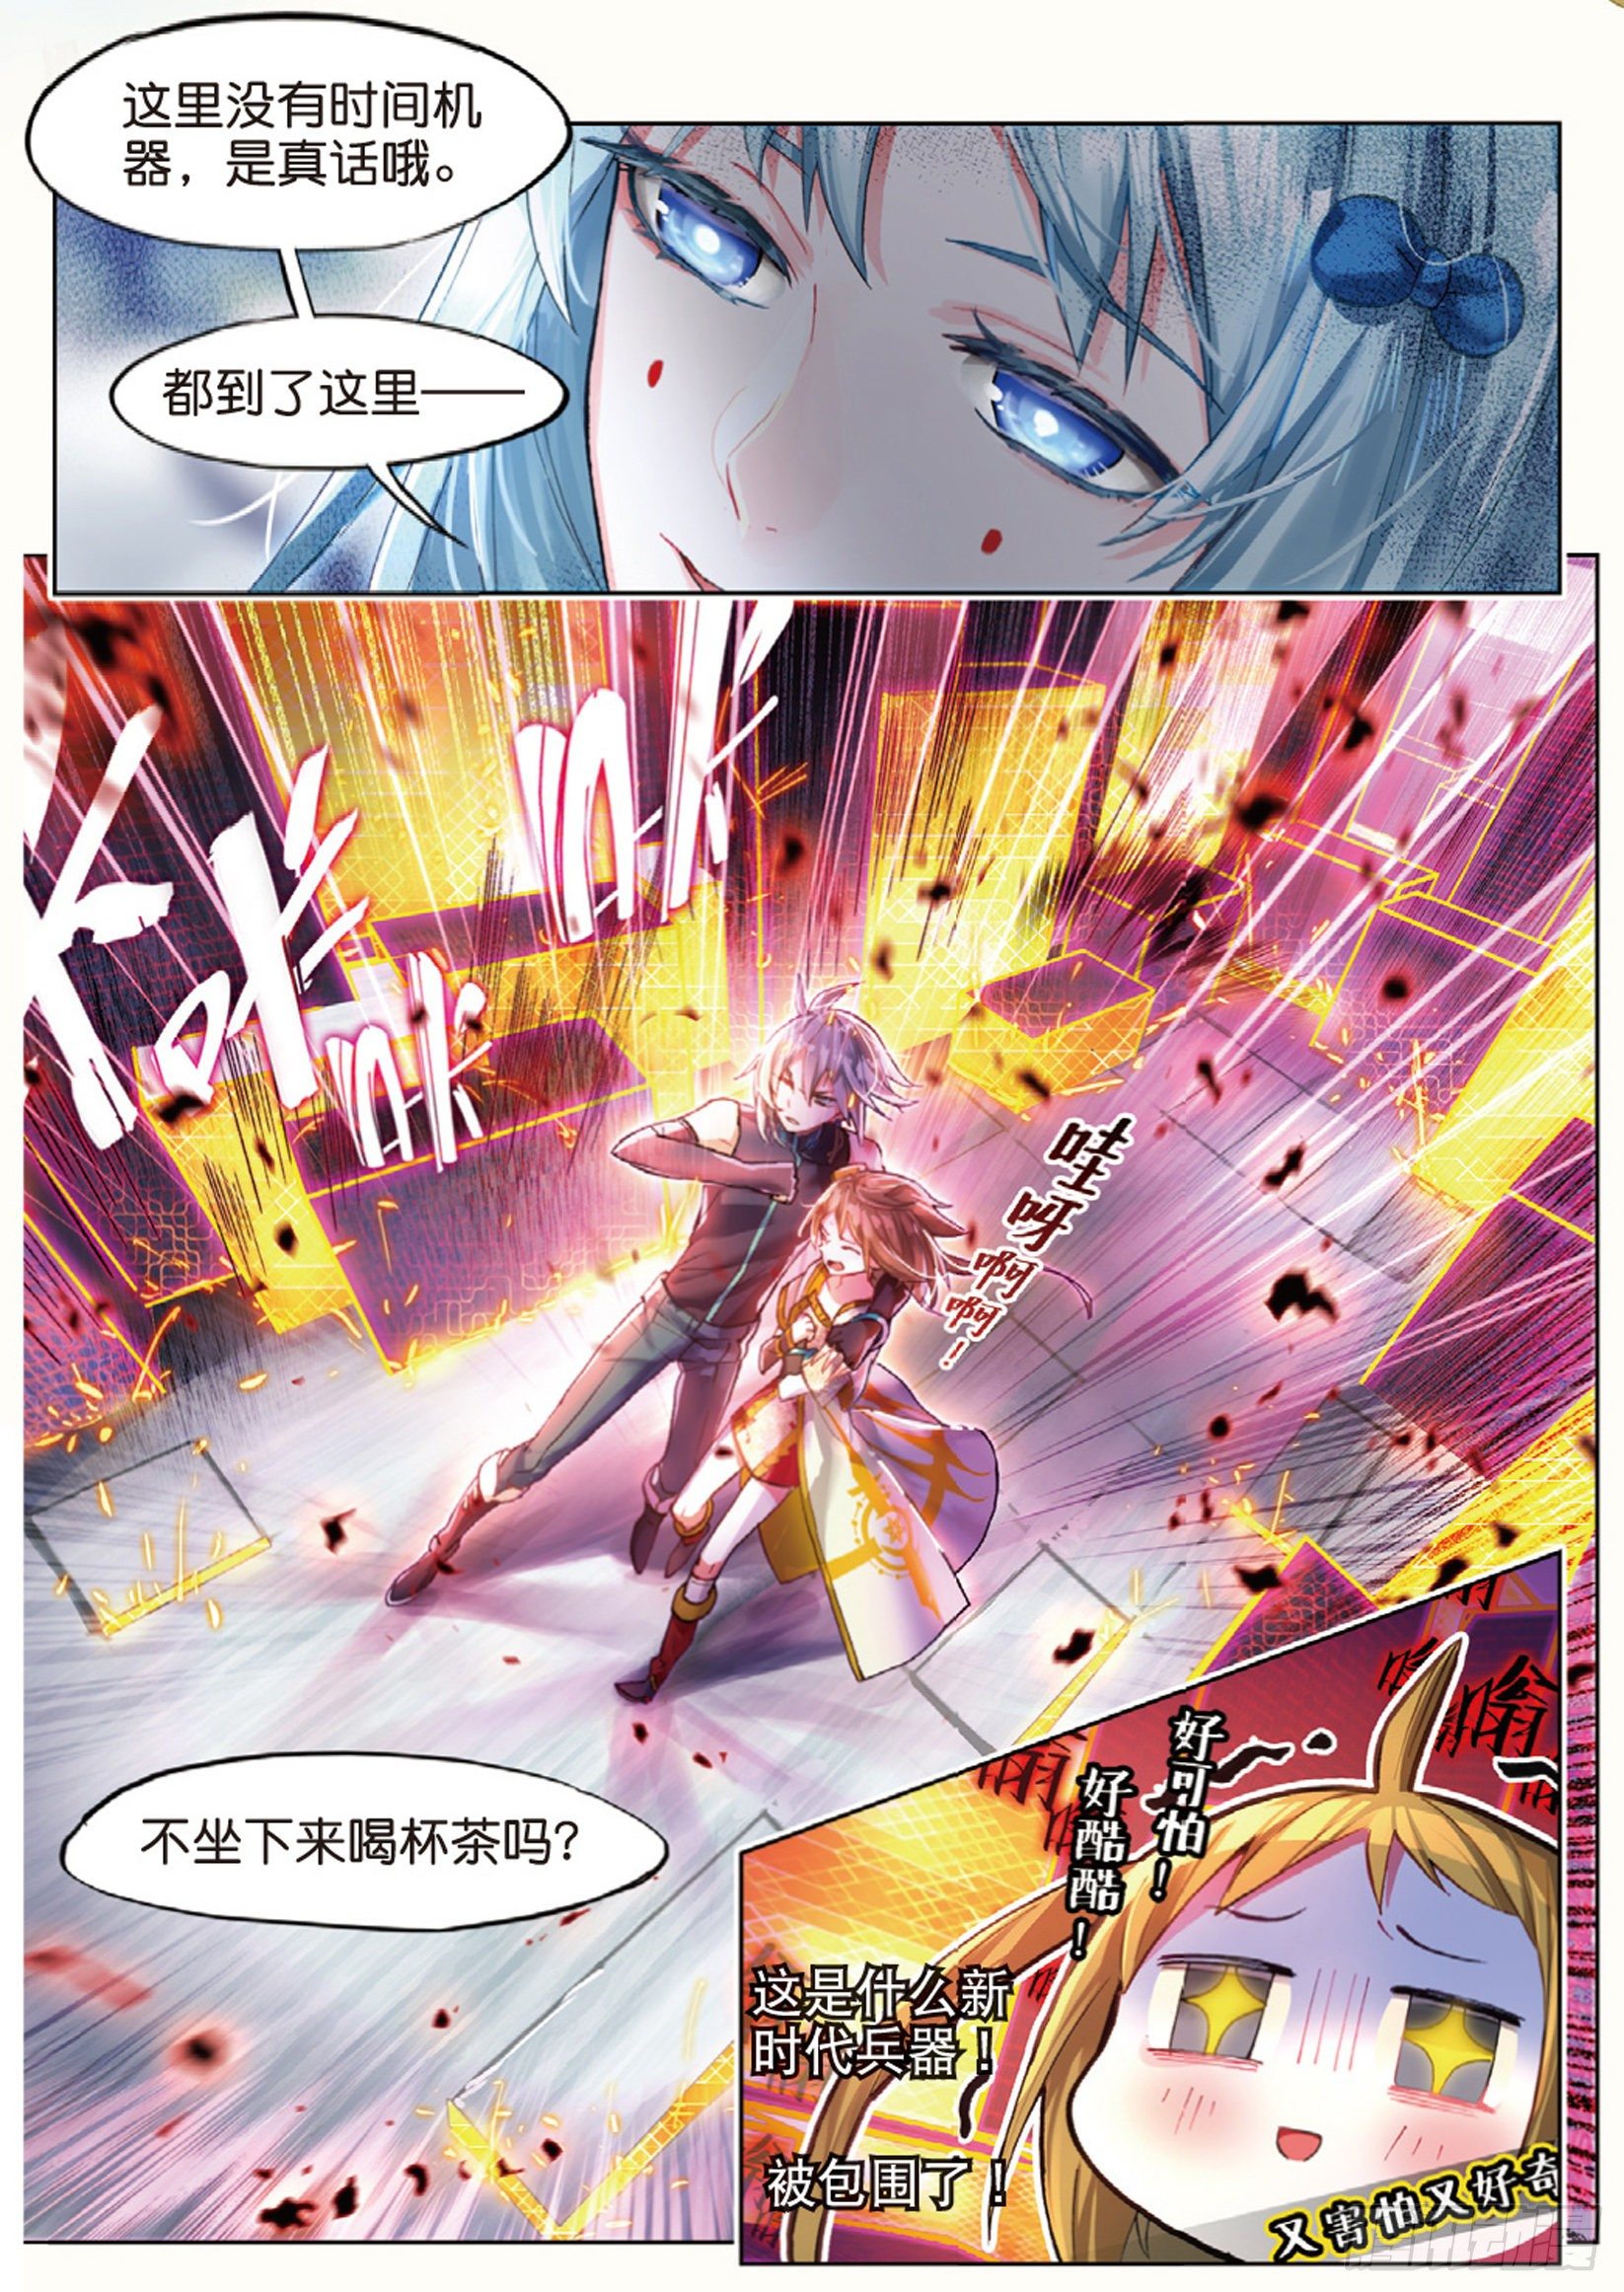 这里没有时间机
器，是真话哦。
都到了这里——
哇呀啊啊！
不坐下来喝杯茶吗？
好可怕！
好酷酷！
这是什么新
时代兵器！
被包围了！
又害怕又好奇